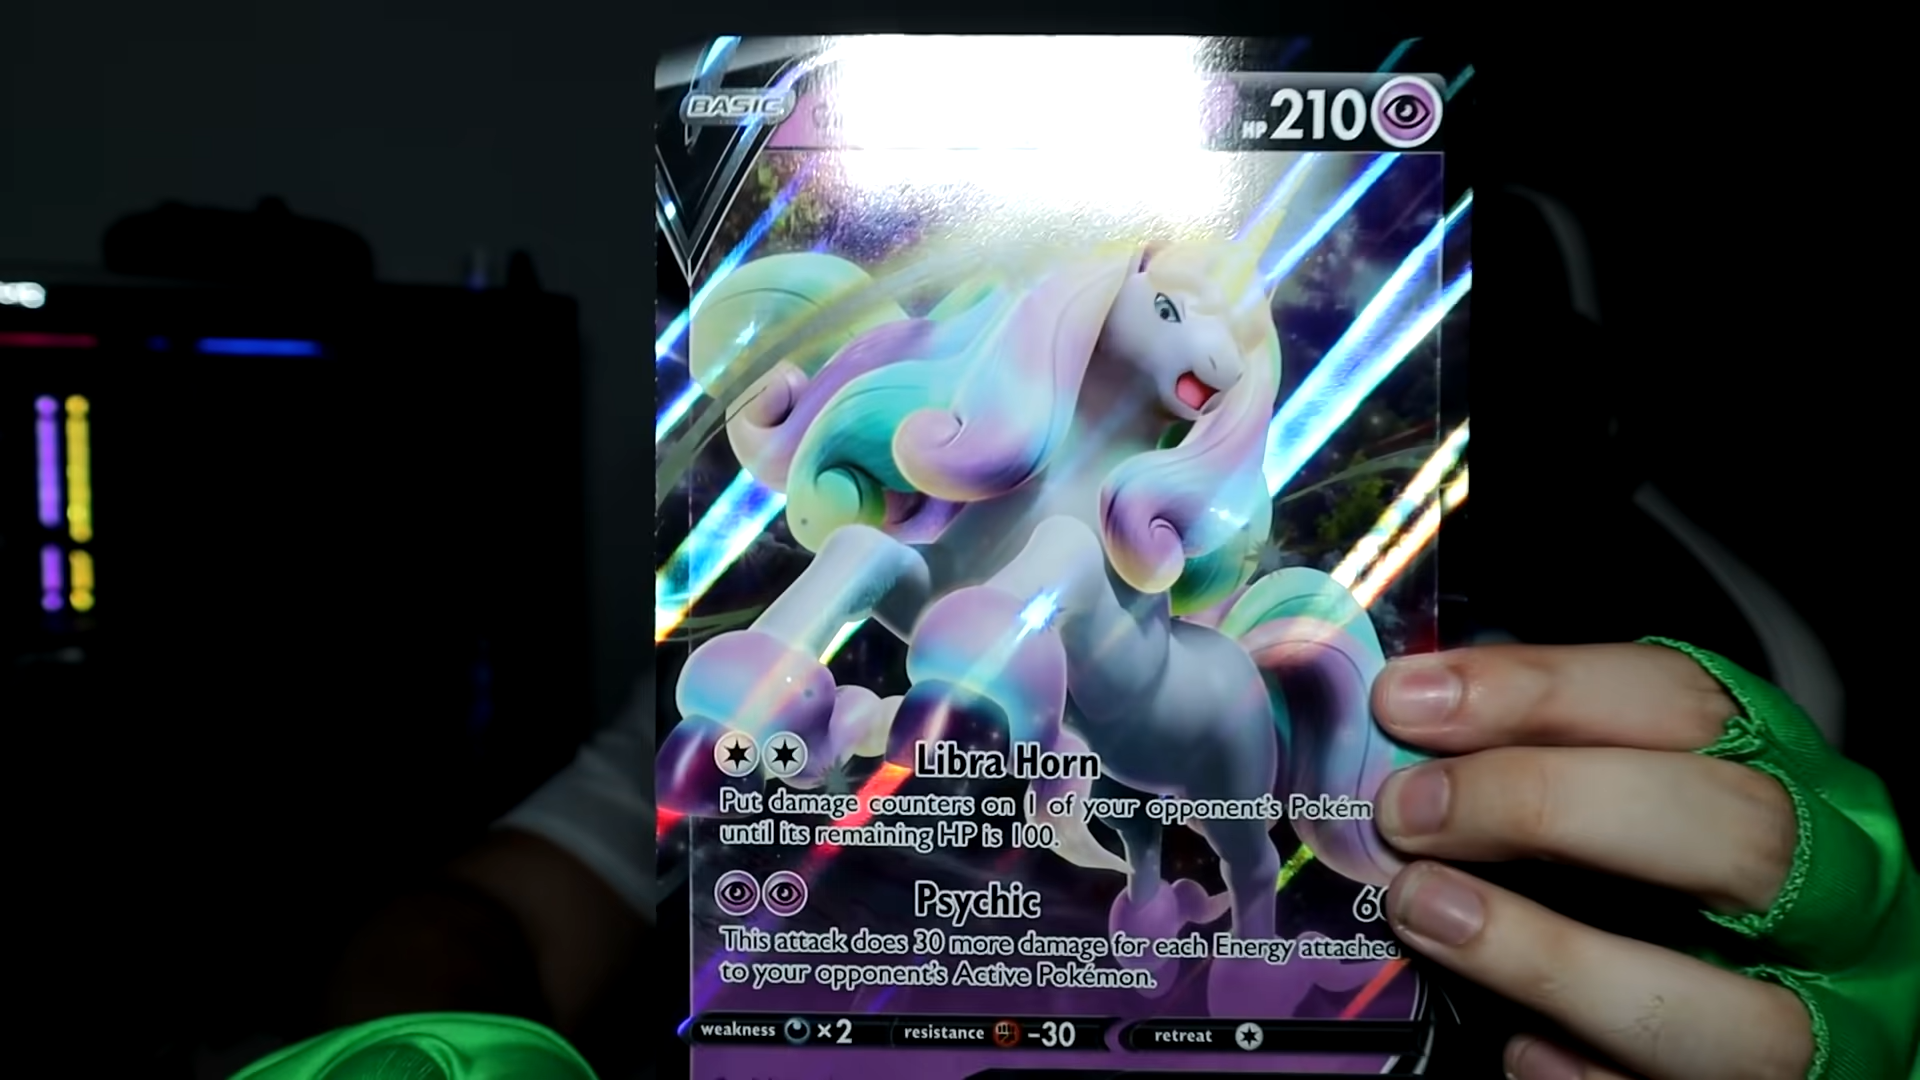 BASIC
HP 210
Libra Horn
Put damage counters on 1 of your opponent's Pokém
until its remaining HP is 100.
Psychic 60
This attack does 30 more damage for each Energy attached
to your opponent's Active Pokémon.
weakness ×2 resistance -30 retreat